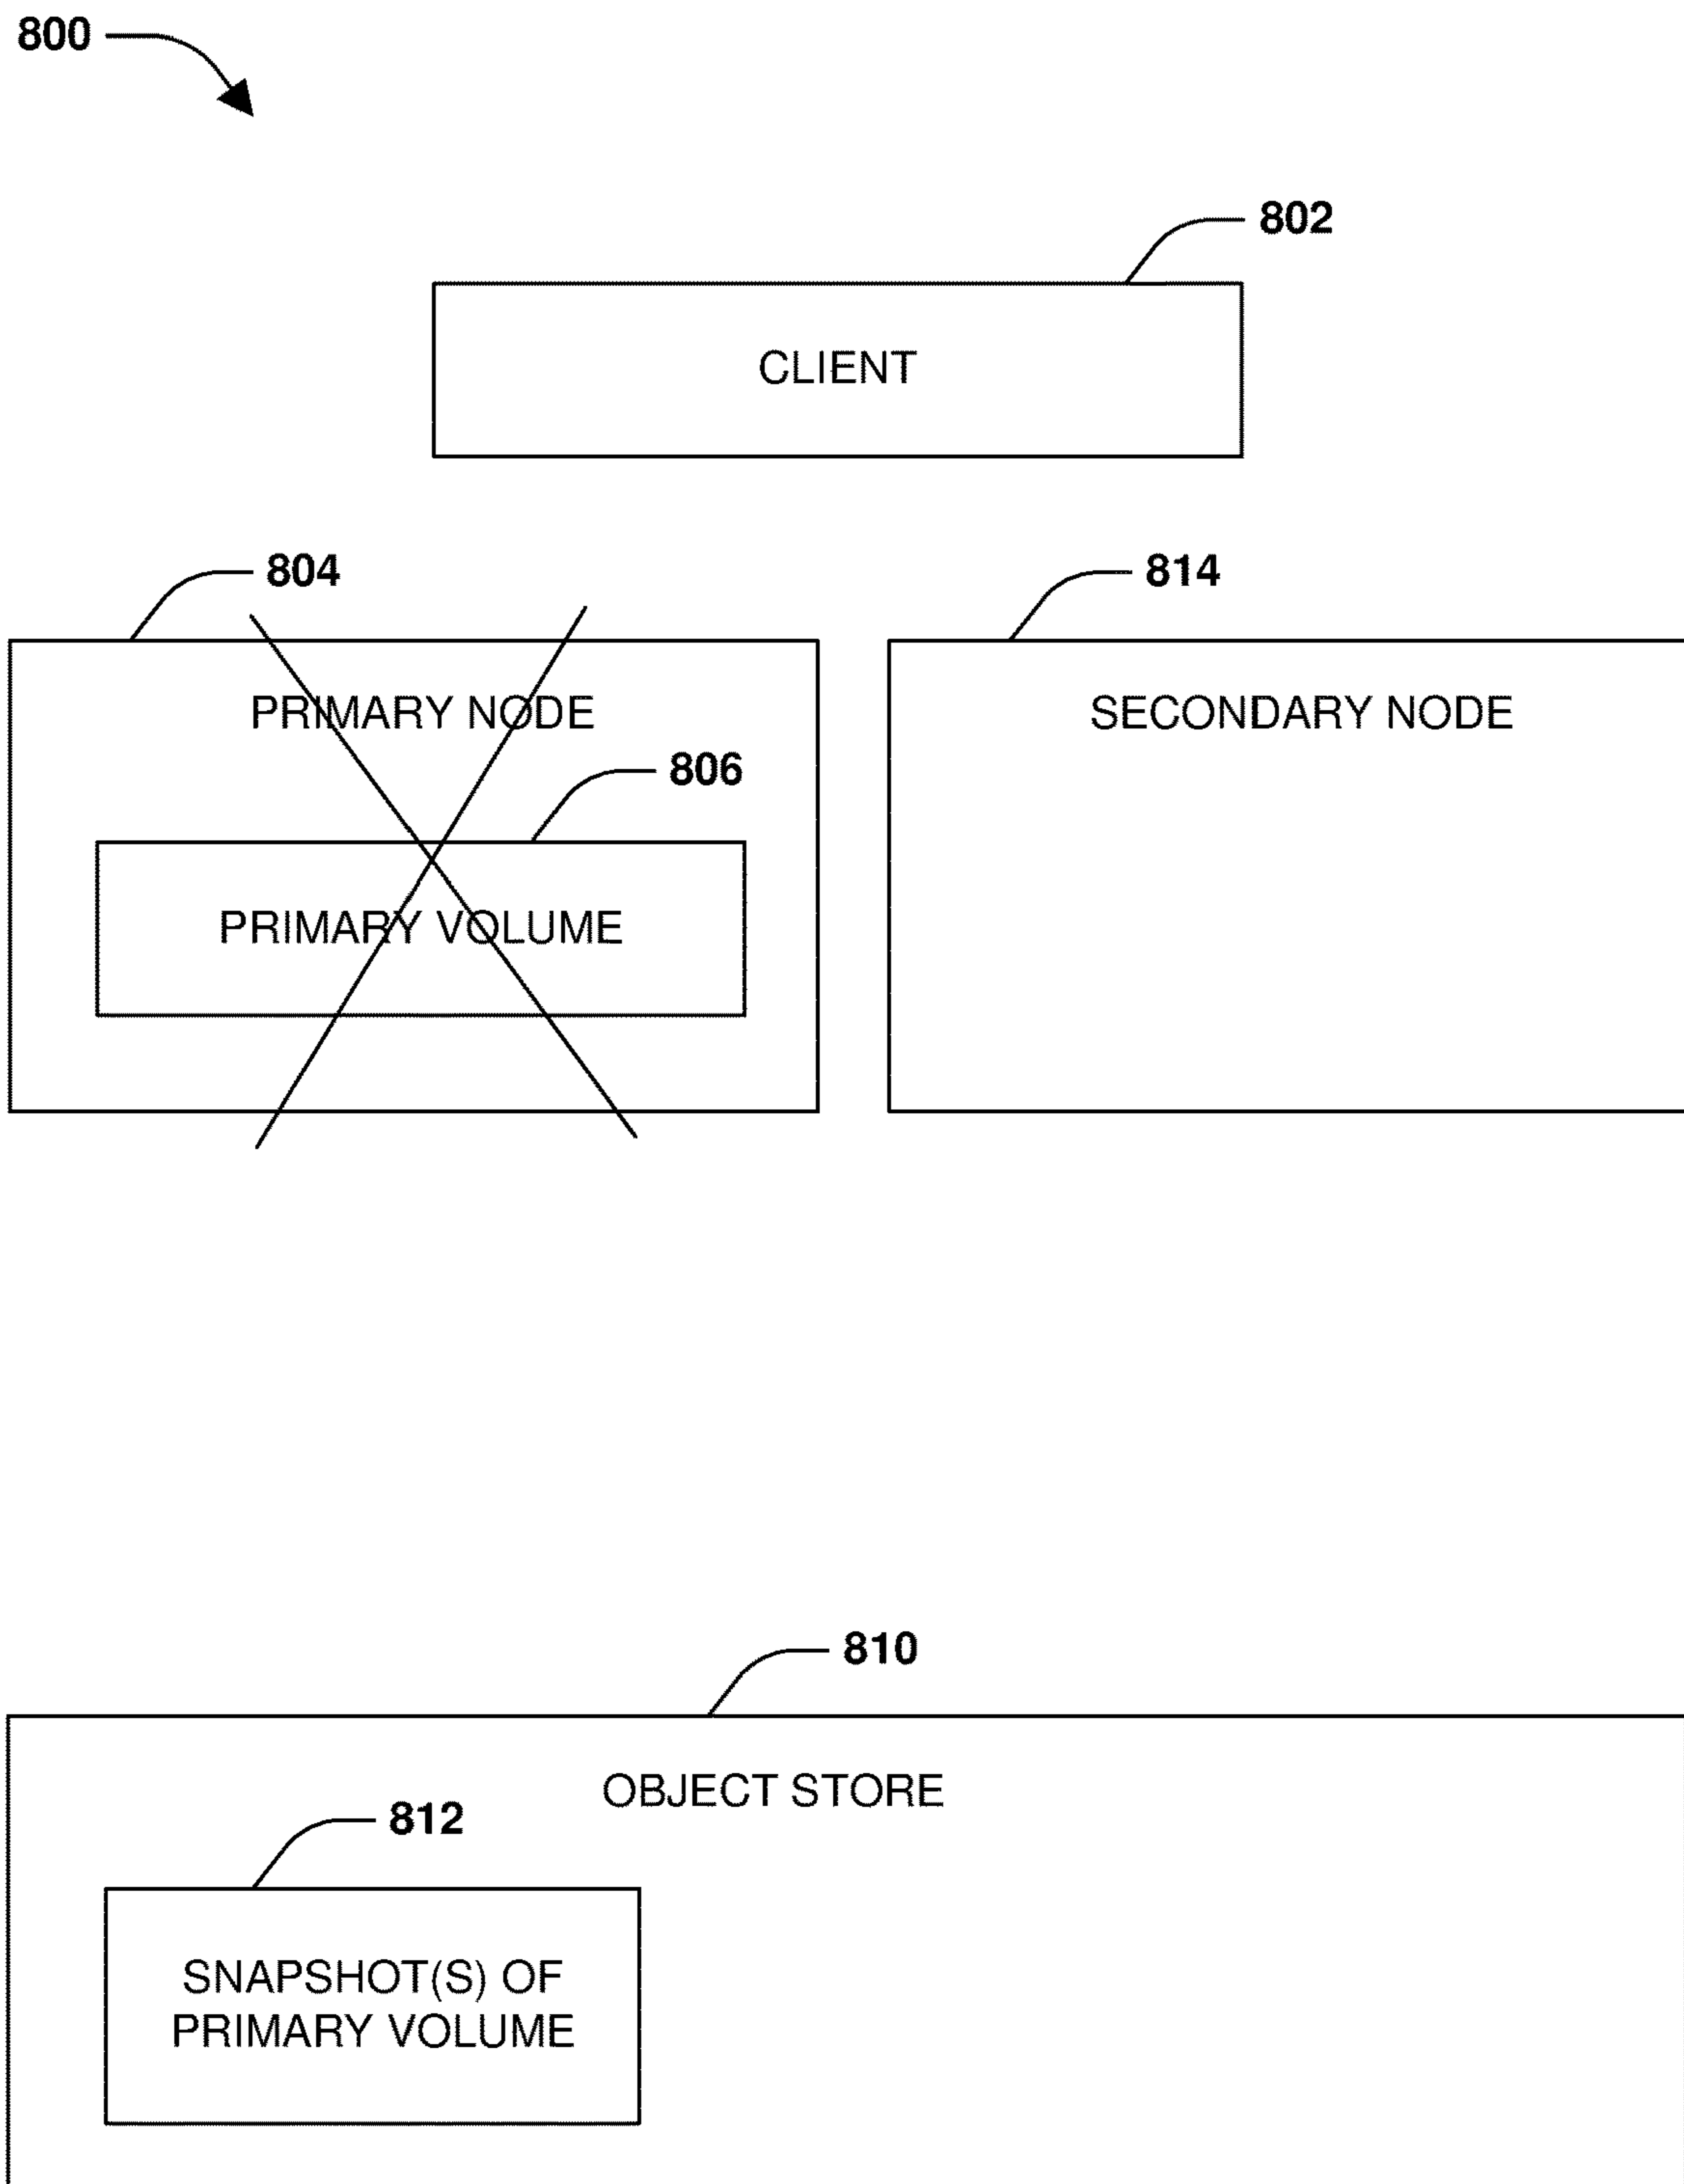 800
802
CLIENT
804
814
PRIMARY NODE
SECONDARY NODE
806
PRIMARY VOLUME
810
OBJECT STORE
812
SNAPSHOT(S) OF
PRIMARY VOLUME